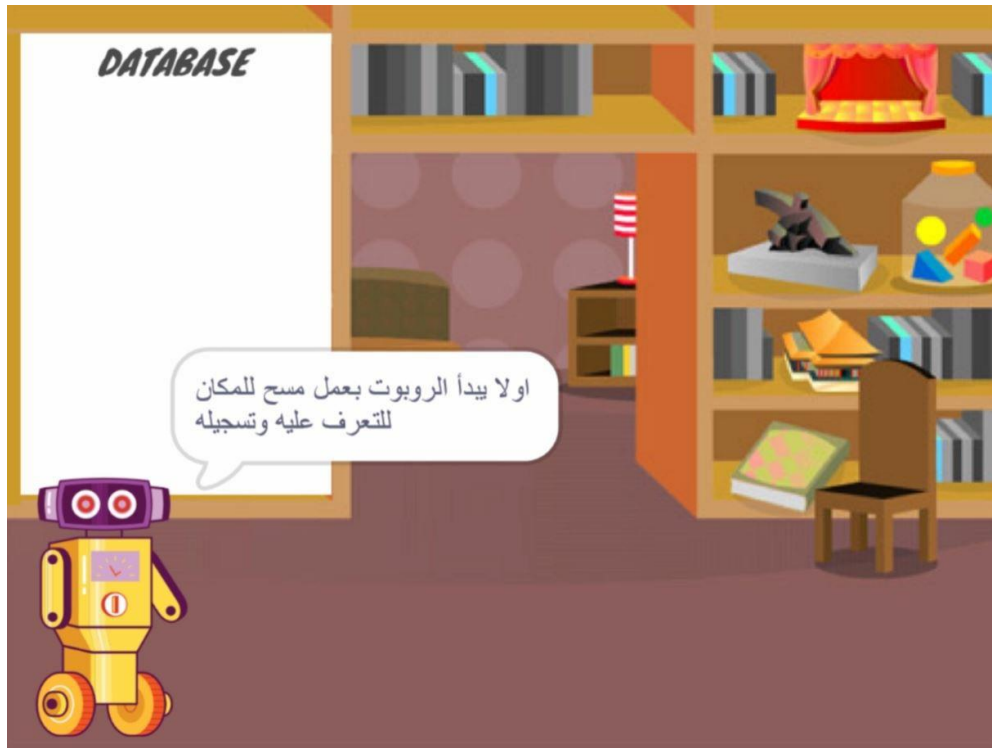 DATABASE
اولا يبدأ الروبوت بعمل مسح للمكان
للتعرف عليه وتسجيله